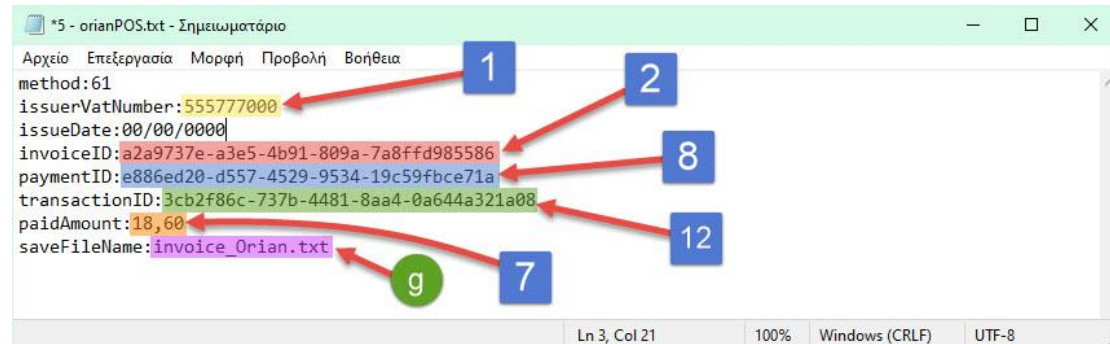 *5 - orianPOS.txt - Σημειωματάριο
Αρχείο Επεξεργασία Μορφή Προβολή Βοήθεια
1
2
method:61
issuerVatNumber:555777000
issueDate:00/00/0000
invoiceID:a2a9737e-a3e5-4b91-809a-7a8ffd985586
8
paymentID:e886ed20-d557-4529-9534-19c59fbce71a
transactionID:3cb2f86c-737b-4481-8aa4-0a644a321a08
12
paidAmount:18,60
saveFileName:invoice_Orian.txt
g
7
Ln 3, Col 21 100% Windows (CRLF) UTF-8